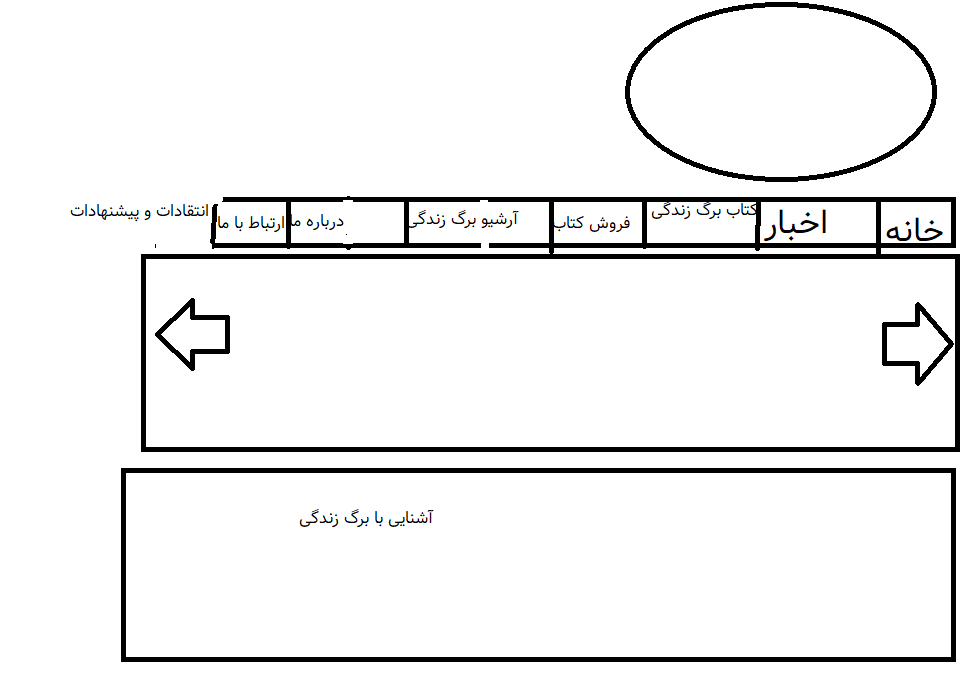 خانه
اخبار
کتاب برگ زندگی
فروش کتاب
آرشیو برگ زندگی
درباره ما
ارتباط با ما
انتقادات و پیشنهادات
آشنایی با برگ زندگی